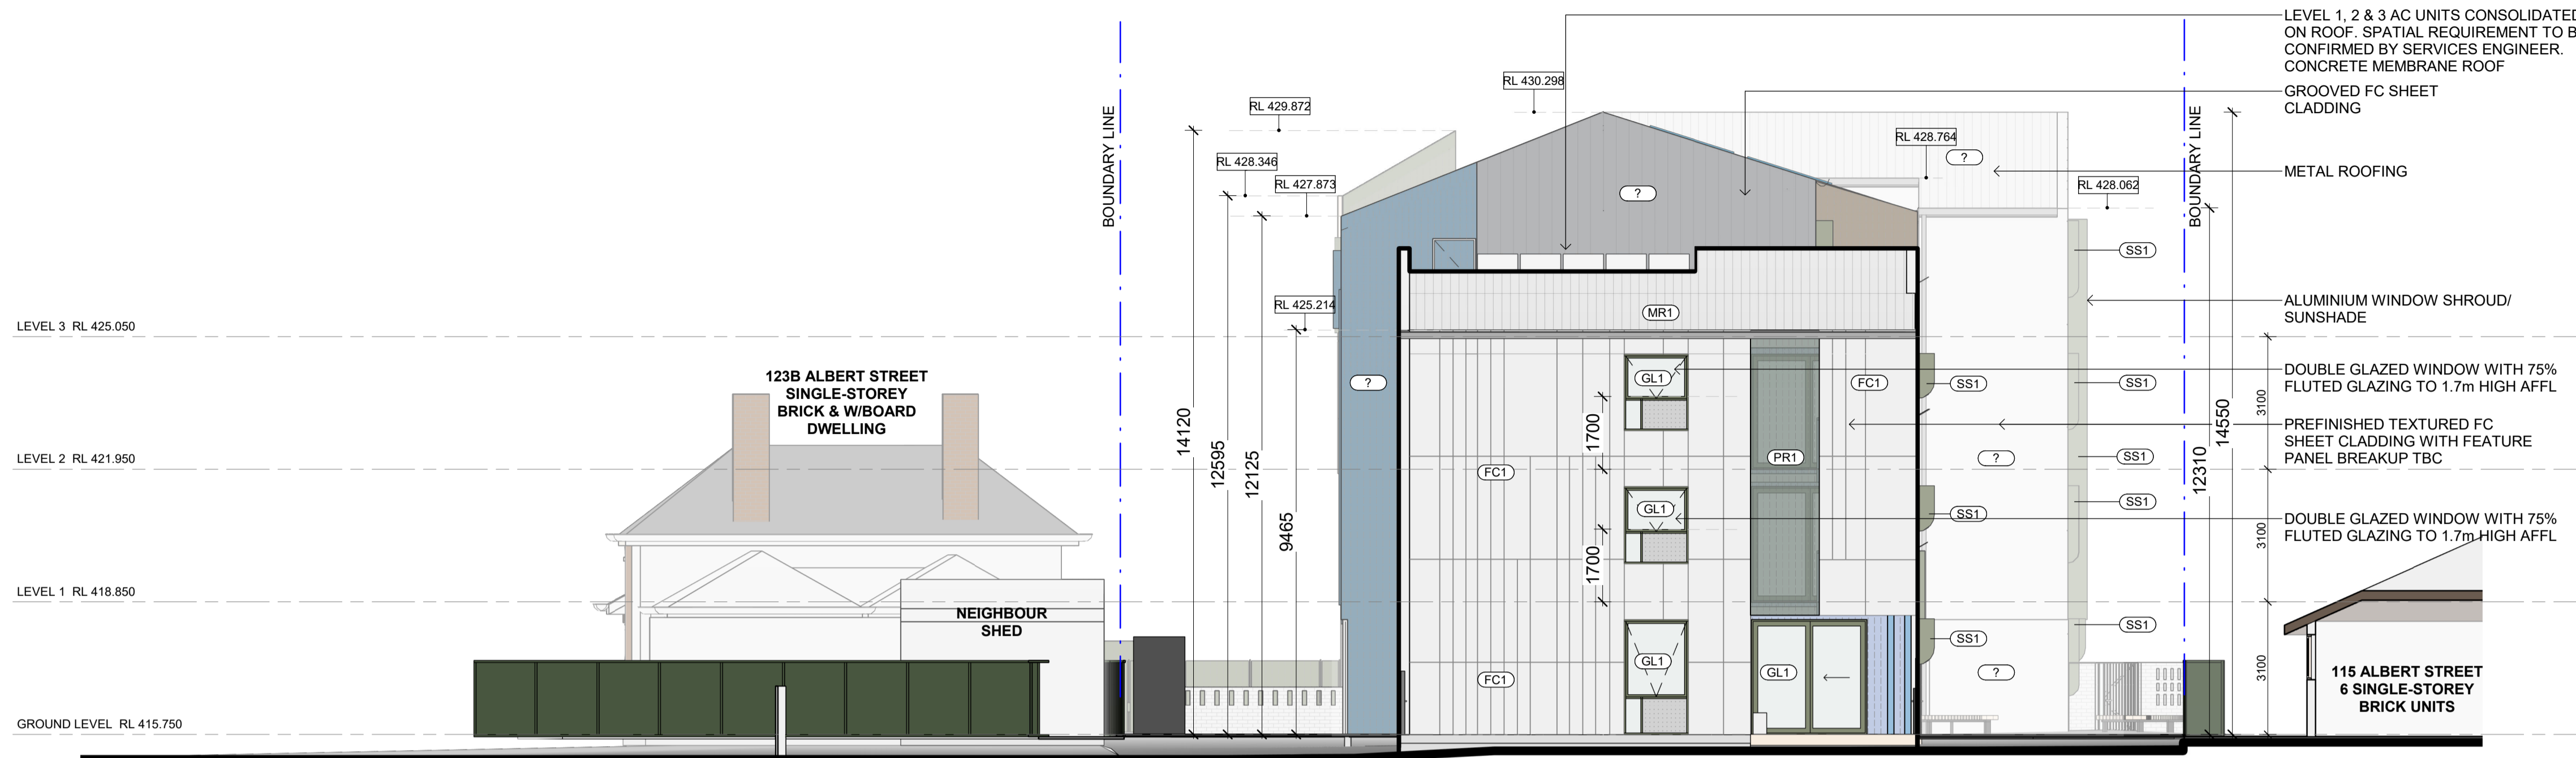 LEVEL 1, 2 & 3 AC UNITS CONSOLIDATED
ON ROOF. SPATIAL REQUIREMENT TO B
CONFIRMED BY SERVICES ENGINEER.
CONCRETE MEMBRANE ROOF
GROOVED FC SHEET
CLADDING
METAL ROOFING
ALUMINIUM WINDOW SHROUD/
SUNSHADE
DOUBLE GLAZED WINDOW WITH 75%
FLUTED GLAZING TO 1.7m HIGH AFFL
PREFINISHED TEXTURED FC
SHEET CLADDING WITH FEATURE
PANEL BREAKUP TBC
DOUBLE GLAZED WINDOW WITH 75%
FLUTED GLAZING TO 1.7m HIGH AFFL
BOUNDARY LINE
BOUNDARY LINE
RL 430.298
RL 429.872
RL 428.346
RL 427.873
RL 425.214
RL 428.764
RL 428.062
LEVEL 3 RL 425.050
LEVEL 2 RL 421.950
LEVEL 1 RL 418.850
GROUND LEVEL RL 415.750
123B ALBERT STREET
SINGLE-STOREY
BRICK & W/BOARD
DWELLING
NEIGHBOUR
SHED
14120
12595
12125
9465
1700
1700
?
?
?
?
?
MR1
GL1
GL1
GL1
GL1
FC1
FC1
FC1
PR1
SS1
SS1
SS1
SS1
SS1
SS1
SS1
SS1
12310
14550
3100
3100
3100
115 ALBERT STREET
6 SINGLE-STOREY
BRICK UNITS